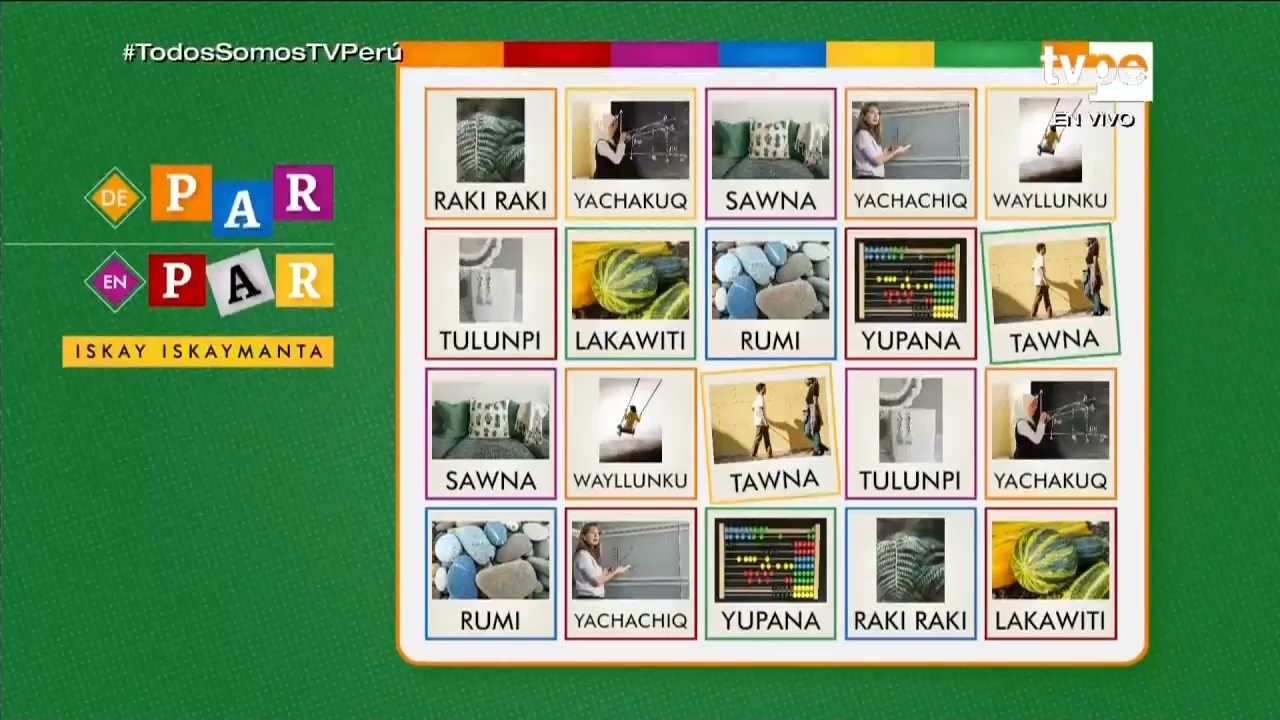 #TodosSomosTVPerú
tvpe
EN VIVO
DE PAR
EN PAR
ISKAY ISKAYMANTA
RAKI RAKI YACHAKUQ SAWNA YACHACHIQ WAYLLUNKU
TULUNPI LAKAWITI RUMI YUPANA TAWNA
SAWNA WAYLLUNKU TAWNA TULUNPI YACHAKUQ
RUMI YACHACHIQ YUPANA RAKI RAKI LAKAWITI